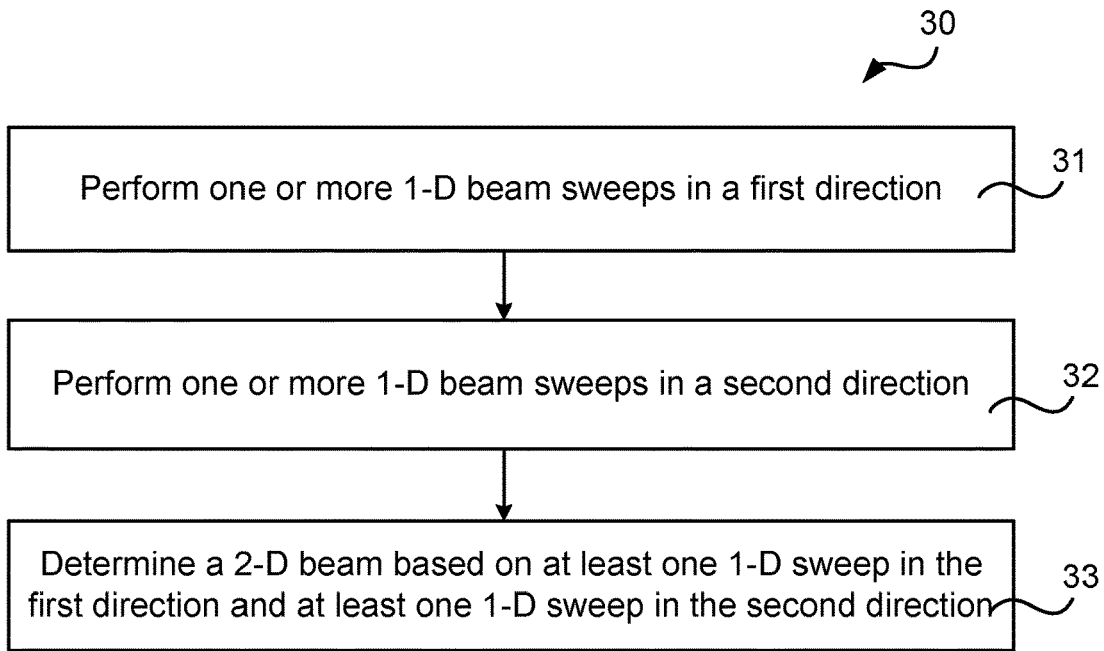 30
Perform one or more 1-D beam sweeps in a first direction
31
Perform one or more 1-D beam sweeps in a second direction
32
Determine a 2-D beam based on at least one 1-D sweep in the
first direction and at least one 1-D sweep in the second direction
33